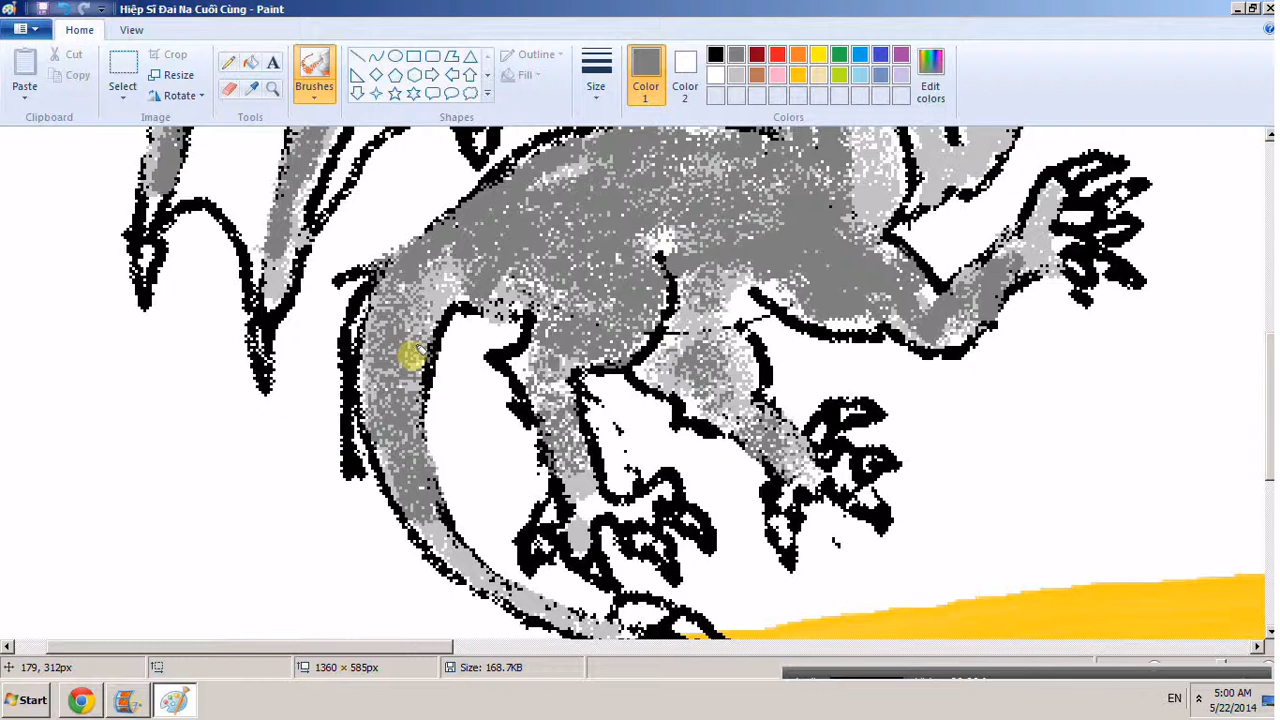 Hiệp Sĩ Đai Na Cuối Cùng - Paint
Home View
Paste
Cut
Copy
Clipboard
Select
Crop
Resize
Rotate
Image
A
Tools
Brushes
Outline
Fill
Shapes
Size
Color 1
Color 2
Edit colors
Colors
179, 312px
1360 × 585px
Size: 168.7KB
Start
EN
5:00 AM
5/22/2014